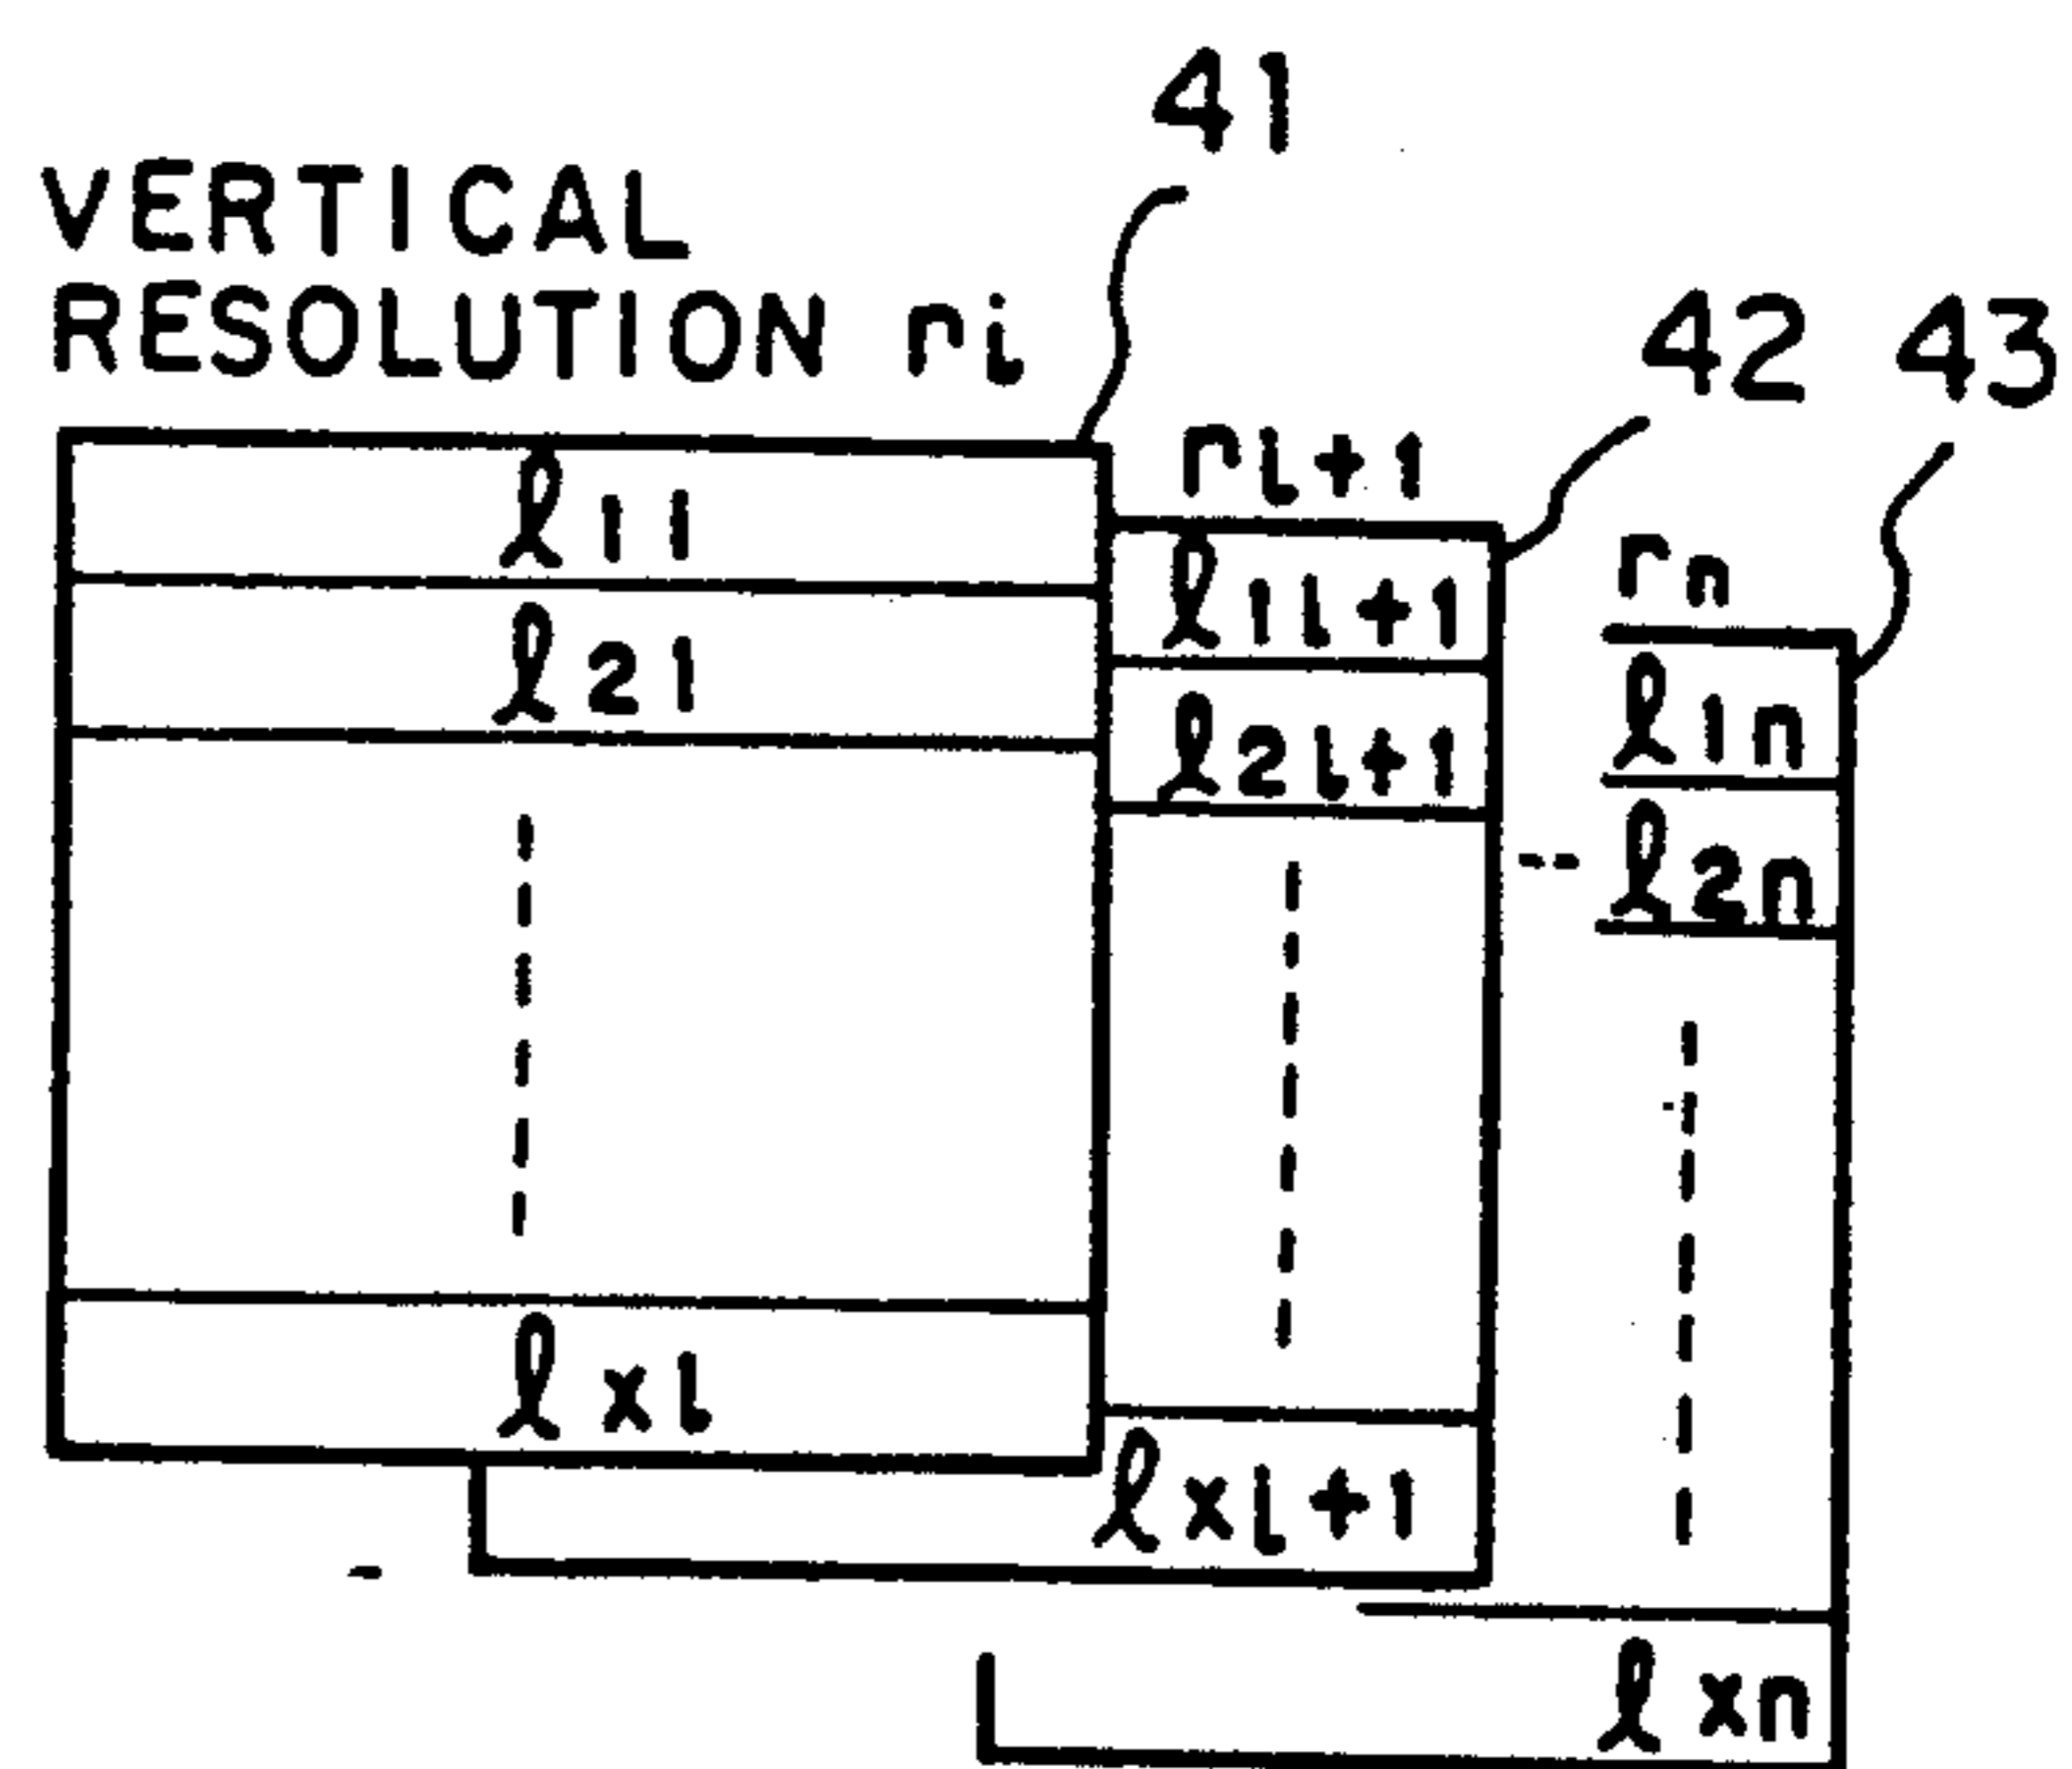 41
VERTICAL
RESOLUTION ri
42 43
ri+1
rn
ℓ11
ℓ1i+1
ℓ21
ℓ1n
ℓ2i+1
ℓ2n
ℓxi
ℓxi+1
ℓxn